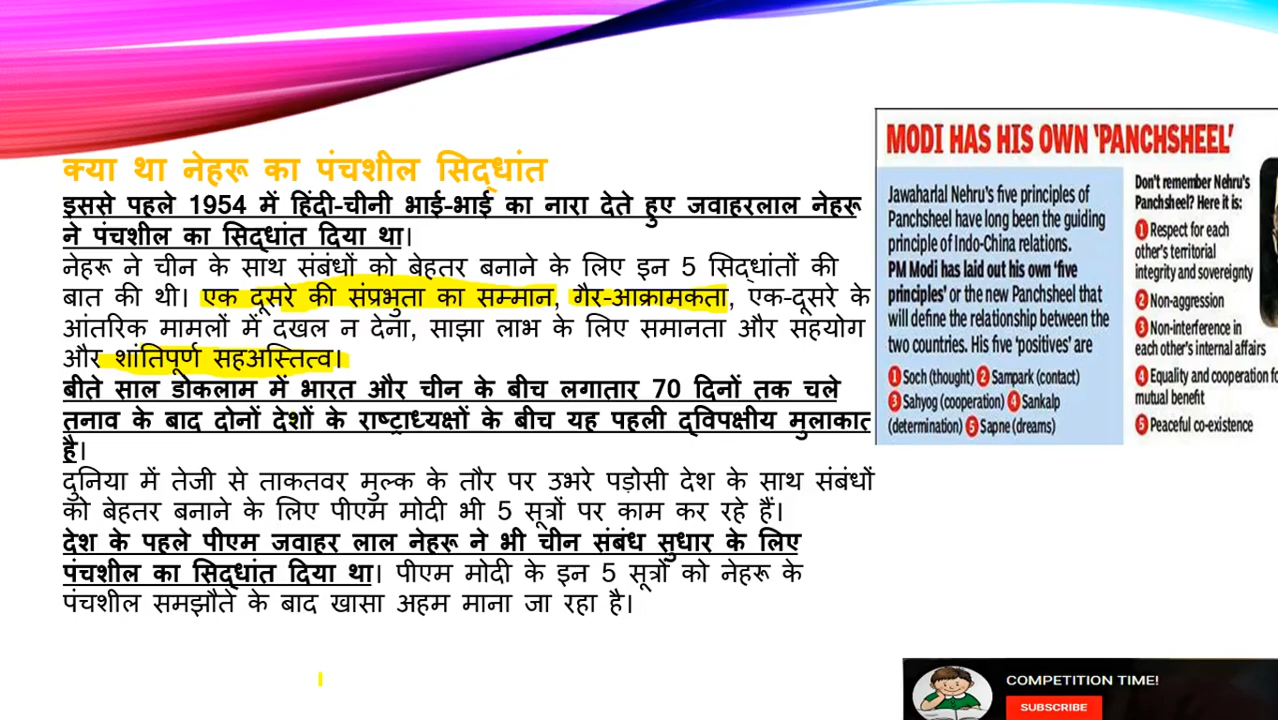 क्या था नेहरू का पंचशील सिद्धांत
इससे पहले 1954 में हिंदी-चीनी भाई-भाई का नारा देते हुए जवाहरलाल नेहरू
ने पंचशील का सिद्धांत दिया था।
नेहरू ने चीन के साथ संबंधों को बेहतर बनाने के लिए इन 5 सिद्धांतों की
बात की थी। एक दूसरे की संप्रभुता का सम्मान, गैर-आक्रामकता, एक-दूसरे के
आंतरिक मामलों में दखल न देना, साझा लाभ के लिए समानता और सहयोग
और शांतिपूर्ण सहअस्तित्व।
बीते साल डोकलाम में भारत और चीन के बीच लगातार 70 दिनों तक चले
तनाव के बाद दोनों देशों के राष्ट्राध्यक्षों के बीच यह पहली द्विपक्षीय मुलाकात
है।
दुनिया में तेजी से ताकतवर मुल्क के तौर पर उभरे पड़ोसी देश के साथ संबंधों
को बेहतर बनाने के लिए पीएम मोदी भी 5 सूत्रों पर काम कर रहे हैं।
देश के पहले पीएम जवाहर लाल नेहरू ने भी चीन संबंध सुधार के लिए
पंचशील का सिद्धांत दिया था। पीएम मोदी के इन 5 सूत्रों को नेहरू के
पंचशील समझौते के बाद खासा अहम माना जा रहा है।
MODI HAS HIS OWN 'PANCHSHEEL'
Jawaharlal Nehru's five principles of
Panchsheel have long been the guiding
principle of Indo-China relations.
PM Modi has laid out his own 'five
principles' or the new Panchsheel that
will define the relationship between the
two countries. His five 'positives' are
1 Soch (thought) 2 Sampark (contact)
3 Sahyog (cooperation) 4 Sankalp
(determination) 5 Sapne (dreams)
Don't remember Nehru's
Panchsheel? Here it is:
1 Respect for each
other's territorial
integrity and sovereignty
2 Non-aggression
3 Non-interference in
each other's internal affairs
4 Equality and cooperation
mutual benefit
5 Peaceful co-existence
COMPETITION TIME!
SUBSCRIBE